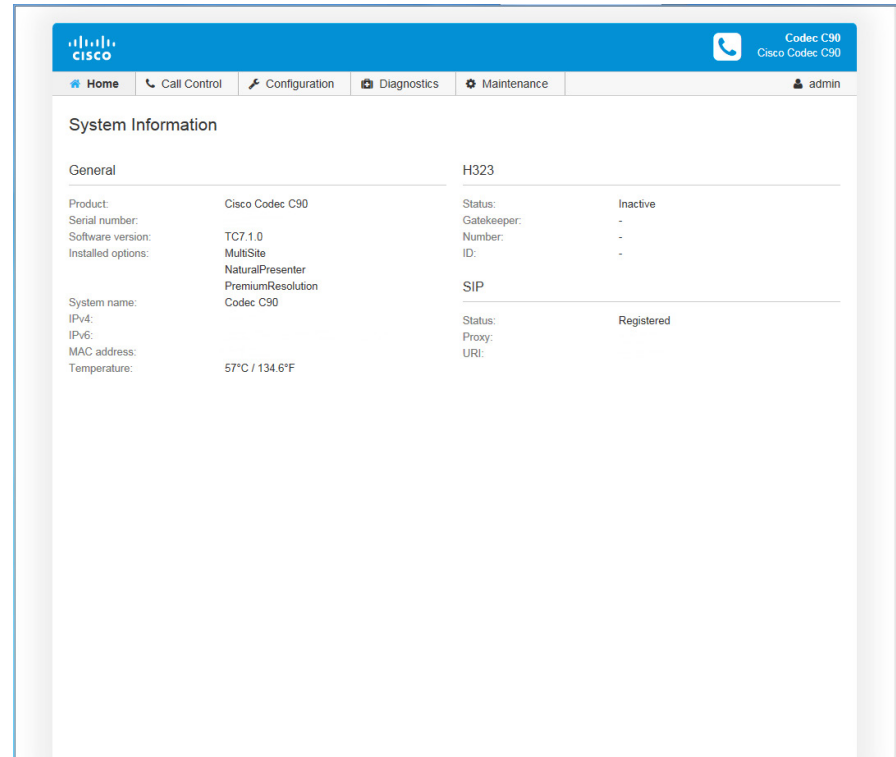 CISCO
Codec C90
Cisco Codec C90
Home Call Control Configuration Diagnostics Maintenance admin
System Information
General
Product: Cisco Codec C90
Serial number:
Software version: TC7.1.0
Installed options: MultiSite
NaturalPresenter
PremiumResolution
System name: Codec C90
IPv4:
IPv6:
MAC address:
Temperature: 57°C / 134.6°F
H323
Status: Inactive
Gatekeeper: -
Number: -
ID: -
SIP
Status: Registered
Proxy:
URI: